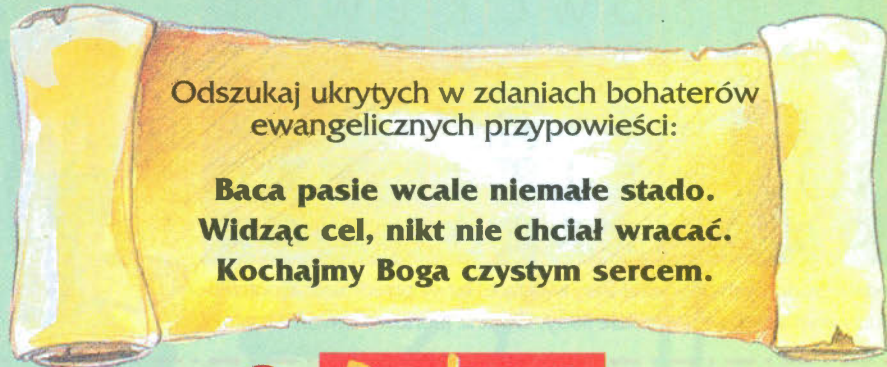 Odszukaj ukrytych w zdaniach bohaterów
ewangelicznych przypowieści:
Baca pasie wcale niemałe stado.
Widząc cel, nikt nie chciał wracać.
Kochajmy Boga czystym sercem.